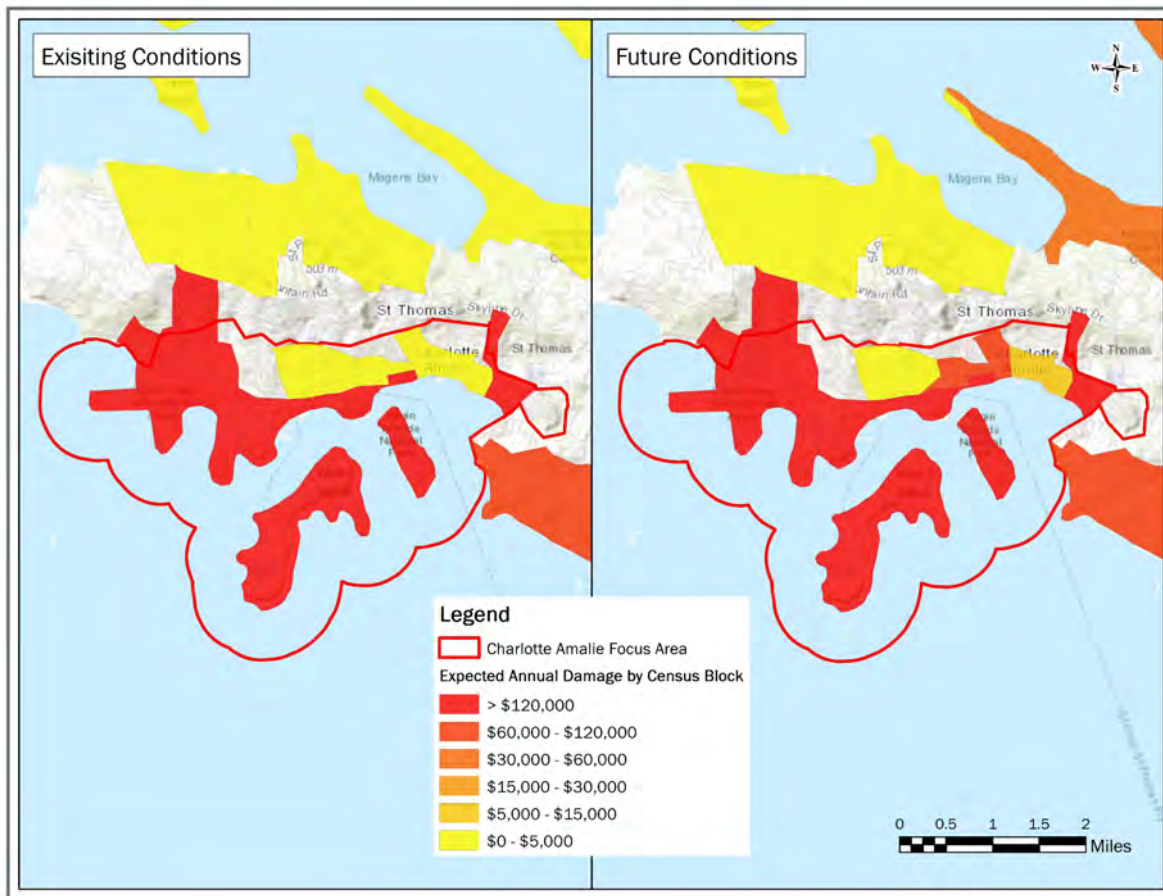 Exisiting Conditions
Future Conditions
N
W E
S
Magens Bay
503 m
St Thomas
Skyline Dr
St Thomas
Magens Bay
503 m
St Thomas
St Thomas
Legend
Charlotte Amalie Focus Area
Expected Annual Damage by Census Block
> $120,000
$60,000 - $120,000
$30,000 - $60,000
$15,000 - $30,000
$5,000 - $15,000
$0 - $5,000
0 0.5 1 1.5 2
Miles